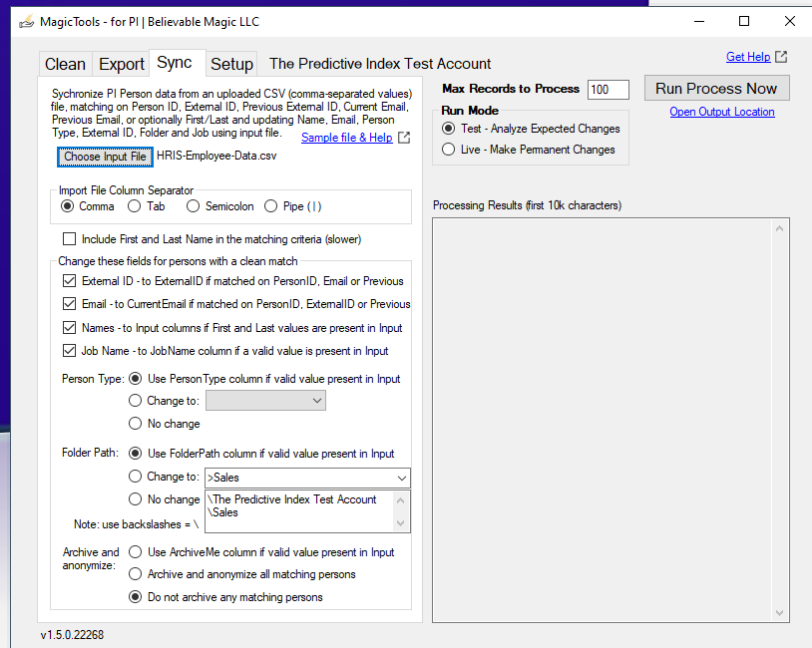 MagicTools - for PI | Believable Magic LLC
Clean Export Sync Setup The Predictive Index Test Account
Get Help
Sychronize PI Person data from an uploaded CSV (comma-separated values)
file, matching on Person ID, External ID, Previous External ID, Current Email,
Previous Email, or optionally First/Last and updating Name, Email, Person
Type, External ID, Folder and Job using input file.
Sample file & Help
Choose Input File HRIS-Employee-Data.csv
Import File Column Separator
Comma Tab Semicolon Pipe ( | )
Include First and Last Name in the matching criteria (slower)
Change these fields for persons with a clean match
External ID - to ExternalID if matched on PersonID, Email or Previous
Email - to CurrentEmail if matched on PersonID, ExternalID or Previous
Names - to Input columns if First and Last values are present in Input
Job Name - to JobName column if a valid value is present in Input
Person Type: Use PersonType column if valid value present in Input
Change to:
No change
Folder Path: Use FolderPath column if valid value present in Input
Change to: >Sales
No change \The Predictive Index Test Account
\Sales
Note: use backslashes = \
Archive and anonymize: Use ArchiveMe column if valid value present in Input
Archive and anonymize all matching persons
Do not archive any matching persons
Max Records to Process 100
Run Process Now
Run Mode
Open Output Location
Test - Analyze Expected Changes
Live - Make Permanent Changes
Processing Results (first 10k characters)
v1.5.0.22268